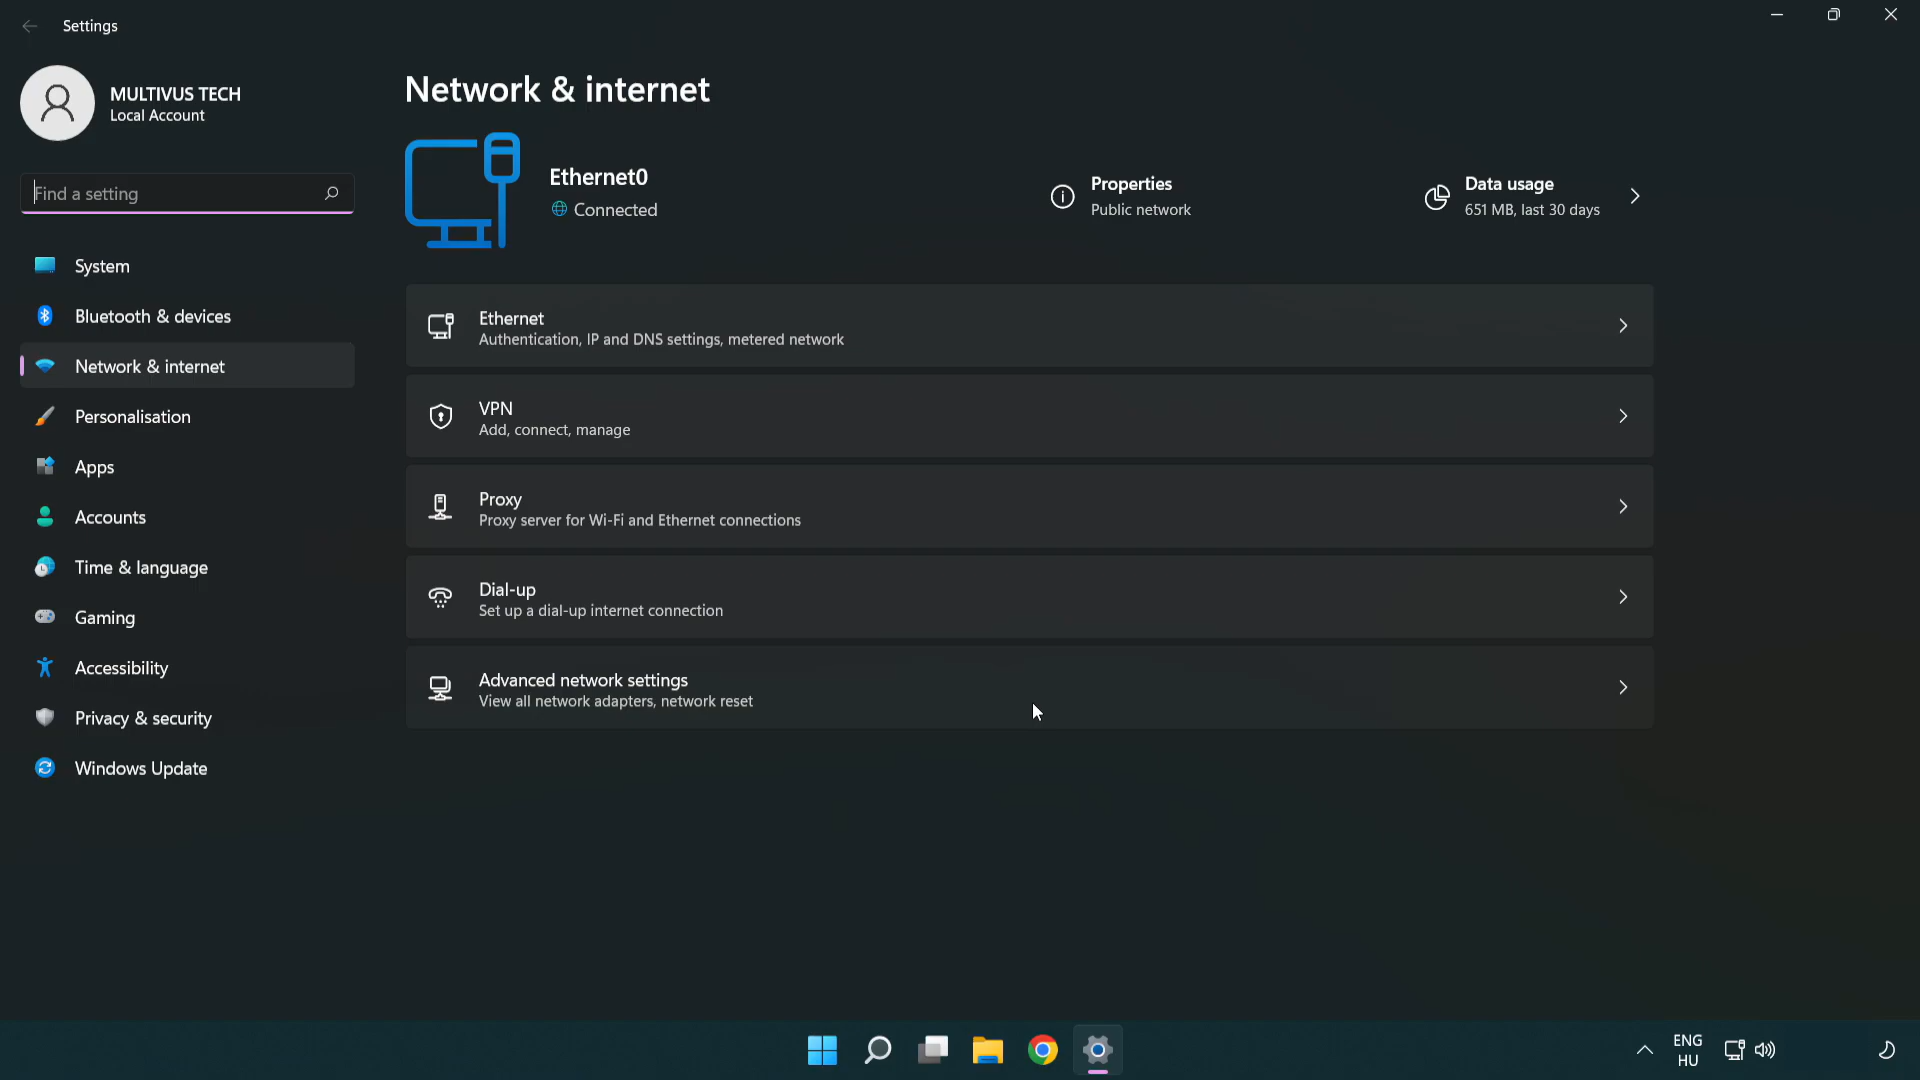 Settings
MULTIVUS TECH
Local Account
Find a setting
System
Bluetooth & devices
Network & internet
Personalisation
Apps
Accounts
Time & language
Gaming
Accessibility
Privacy & security
Windows Update
Network & internet
Ethernet0
Connected
Properties
Public network
Data usage
651 MB, last 30 days
Ethernet
Authentication, IP and DNS settings, metered network
VPN
Add, connect, manage
Proxy
Proxy server for Wi-Fi and Ethernet connections
Dial-up
Set up a dial-up internet connection
Advanced network settings
View all network adapters, network reset
ENG
HU